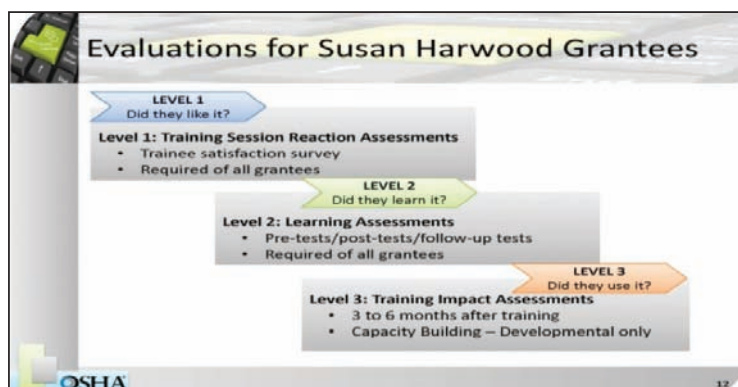 Evaluations for Susan Harwood Grantees
LEVEL 1
Did they like it?
Level 1: Training Session Reaction Assessments
• Trainee satisfaction survey
• Required of all grantees
LEVEL 2
Did they learn it?
Level 2: Learning Assessments
• Pre-tests/post-tests/follow-up tests
• Required of all grantees
LEVEL 3
Did they use it?
Level 3: Training Impact Assessments
• 3 to 6 months after training
• Capacity Building – Developmental only
OSHA
12